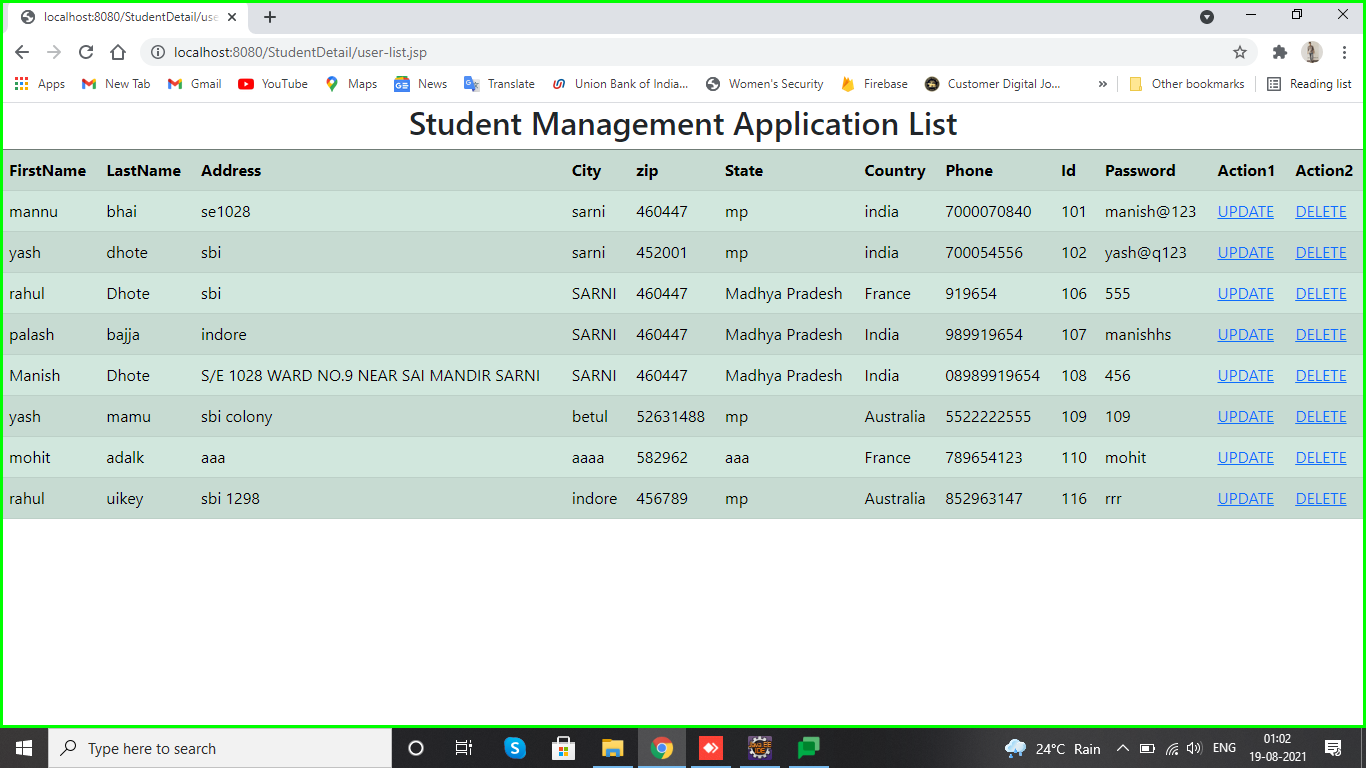 localhost:8080/StudentDetail/use
localhost:8080/StudentDetail/user-list.jsp
Apps New Tab Gmail YouTube Maps News Translate Union Bank of India... Women's Security Firebase Customer Digital Jo... » Other bookmarks Reading list
Student Management Application List
FirstName LastName Address City zip State Country Phone Id Password Action1 Action2
mannu bhai se1028 sarni 460447 mp india 7000070840 101 manish@123 UPDATE DELETE
yash dhote sbi sarni 452001 mp india 700054556 102 yash@q123 UPDATE DELETE
rahul Dhote sbi SARNI 460447 Madhya Pradesh France 919654 106 555 UPDATE DELETE
palash bajja indore SARNI 460447 Madhya Pradesh India 989919654 107 manishhs UPDATE DELETE
Manish Dhote S/E 1028 WARD NO.9 NEAR SAI MANDIR SARNI SARNI 460447 Madhya Pradesh India 08989919654 108 456 UPDATE DELETE
yash mamu sbi colony betul 52631488 mp Australia 5522222555 109 109 UPDATE DELETE
mohit adalk aaa aaaa 582962 aaa France 789654123 110 mohit UPDATE DELETE
rahul uikey sbi 1298 indore 456789 mp Australia 852963147 116 rrr UPDATE DELETE
Type here to search
24°C Rain
ENG
01:02
19-08-2021